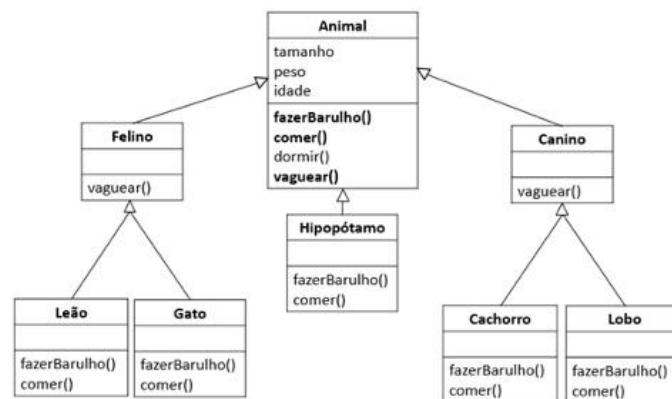 Animal
tamanho
peso
idade
fazerBarulho()
comer()
dormir()
vaguear()
Felino
vaguear()
Canino
vaguear()
Hipopótamo
fazerBarulho()
comer()
Leão
fazerBarulho()
comer()
Gato
fazerBarulho()
comer()
Cachorro
fazerBarulho()
comer()
Lobo
fazerBarulho()
comer()